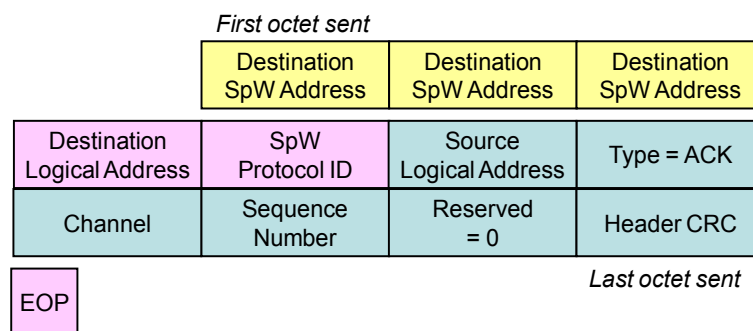 First octet sent
Destination Destination Destination
SpW Address SpW Address SpW Address
Destination SpW Source Type = ACK
Logical Address Protocol ID Logical Address
Channel Sequence Reserved Header CRC
Number = 0
Last octet sent
EOP